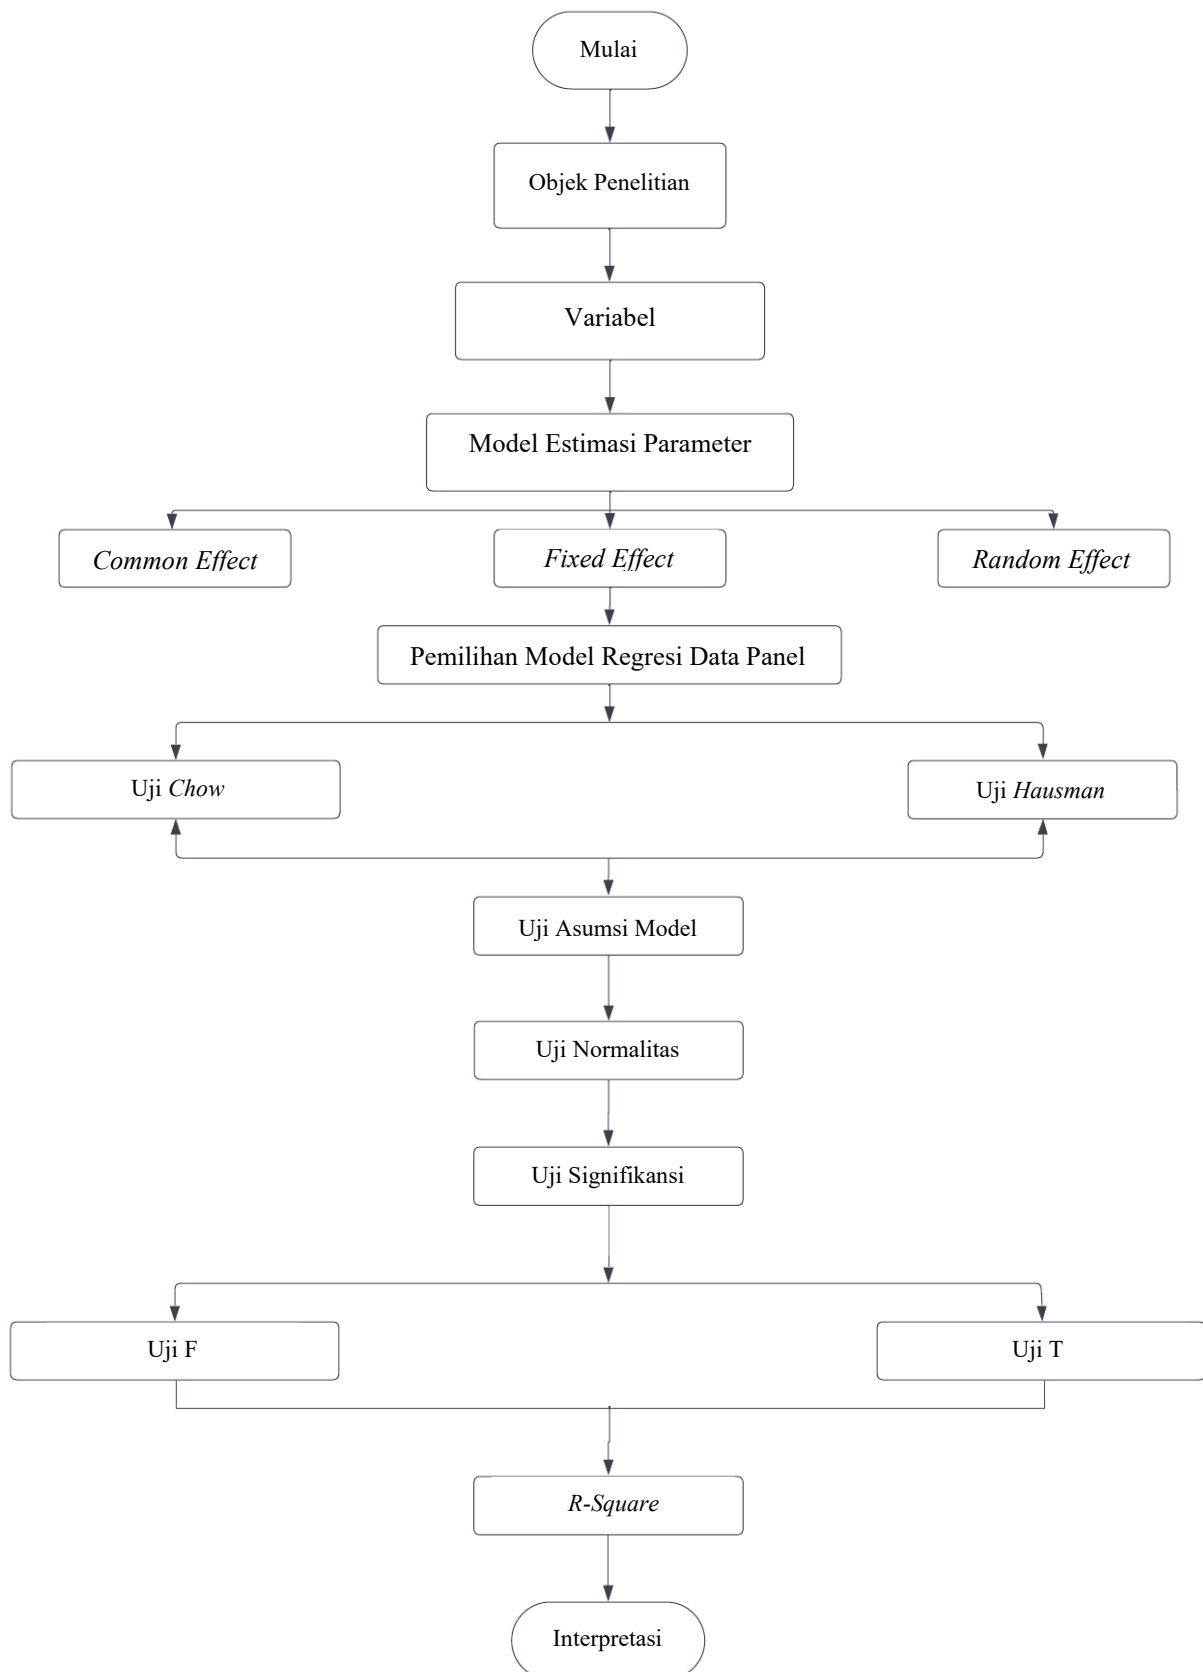 Mulai
Objek Penelitian
Variabel
Model Estimasi Parameter
Common Effect
Fixed Effect
Random Effect
Pemilihan Model Regresi Data Panel
Uji Chow
Uji Hausman
Uji Asumsi Model
Uji Normalitas
Uji Signifikansi
Uji F
Uji T
R-Square
Interpretasi